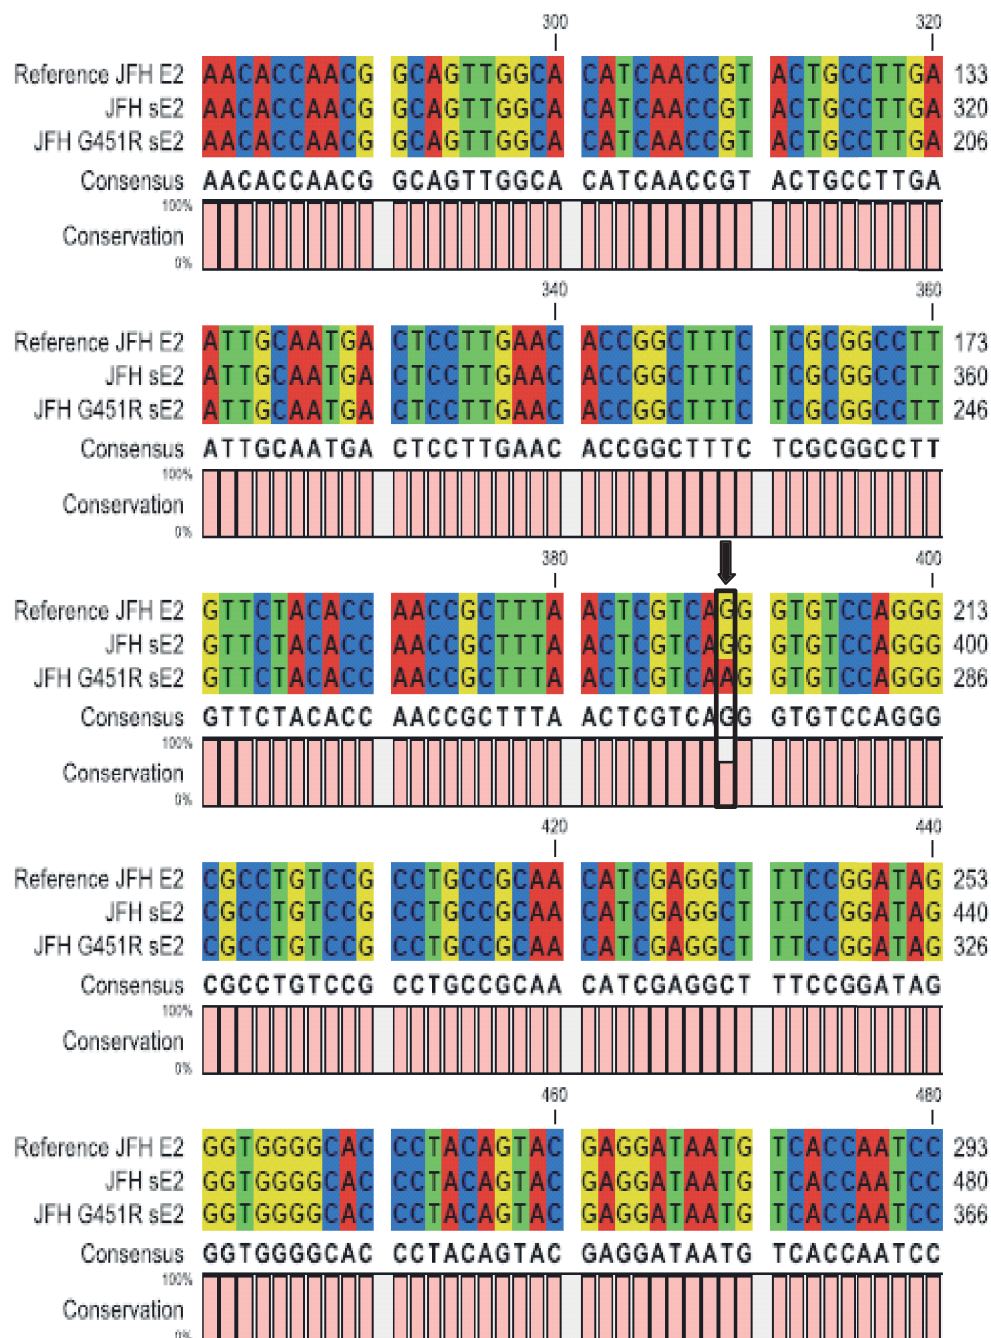 300 320
Reference JFH E2 AACACCAACG GCAGTTGGCA CATCAACCGT ACTGCCTTGA 133
JFH sE2 AACACCAACG GCAGTTGGCA CATCAACCGT ACTGCCTTGA 320
JFH G451R sE2 AACACCAACG GCAGTTGGCA CATCAACCGT ACTGCCTTGA 206
Consensus AACACCAACG GCAGTTGGCA CATCAACCGT ACTGCCTTGA
100%
Conservation
0%
340 360
Reference JFH E2 ATTGCAATGA CTCCTTGAAC ACCGGCTTTC TCGCGGCCTT 173
JFH sE2 ATTGCAATGA CTCCTTGAAC ACCGGCTTTC TCGCGGCCTT 360
JFH G451R sE2 ATTGCAATGA CTCCTTGAAC ACCGGCTTTC TCGCGGCCTT 246
Consensus ATTGCAATGA CTCCTTGAAC ACCGGCTTTC TCGCGGCCTT
100%
Conservation
0%
380 400
Reference JFH E2 GTTCTACACC AACCGCTTTA ACTCGTCAGG GTGTCCAGGG 213
JFH sE2 GTTCTACACC AACCGCTTTA ACTCGTCAGG GTGTCCAGGG 400
JFH G451R sE2 GTTCTACACC AACCGCTTTA ACTCGTCAAG GTGTCCAGGG 286
Consensus GTTCTACACC AACCGCTTTA ACTCGTCAGG GTGTCCAGGG
100%
Conservation
0%
420 440
Reference JFH E2 CGCCTGTCCG CCTGCCGCAA CATCGAGGCT TTCCGGATAG 253
JFH sE2 CGCCTGTCCG CCTGCCGCAA CATCGAGGCT TTCCGGATAG 440
JFH G451R sE2 CGCCTGTCCG CCTGCCGCAA CATCGAGGCT TTCCGGATAG 326
Consensus CGCCTGTCCG CCTGCCGCAA CATCGAGGCT TTCCGGATAG
100%
Conservation
0%
460 480
Reference JFH E2 GGTGGGGCAC CCTACAGTAC GAGGATAATG TCACCAATCC 293
JFH sE2 GGTGGGGCAC CCTACAGTAC GAGGATAATG TCACCAATCC 480
JFH G451R sE2 GGTGGGGCAC CCTACAGTAC GAGGATAATG TCACCAATCC 366
Consensus GGTGGGGCAC CCTACAGTAC GAGGATAATG TCACCAATCC
100%
Conservation
0%